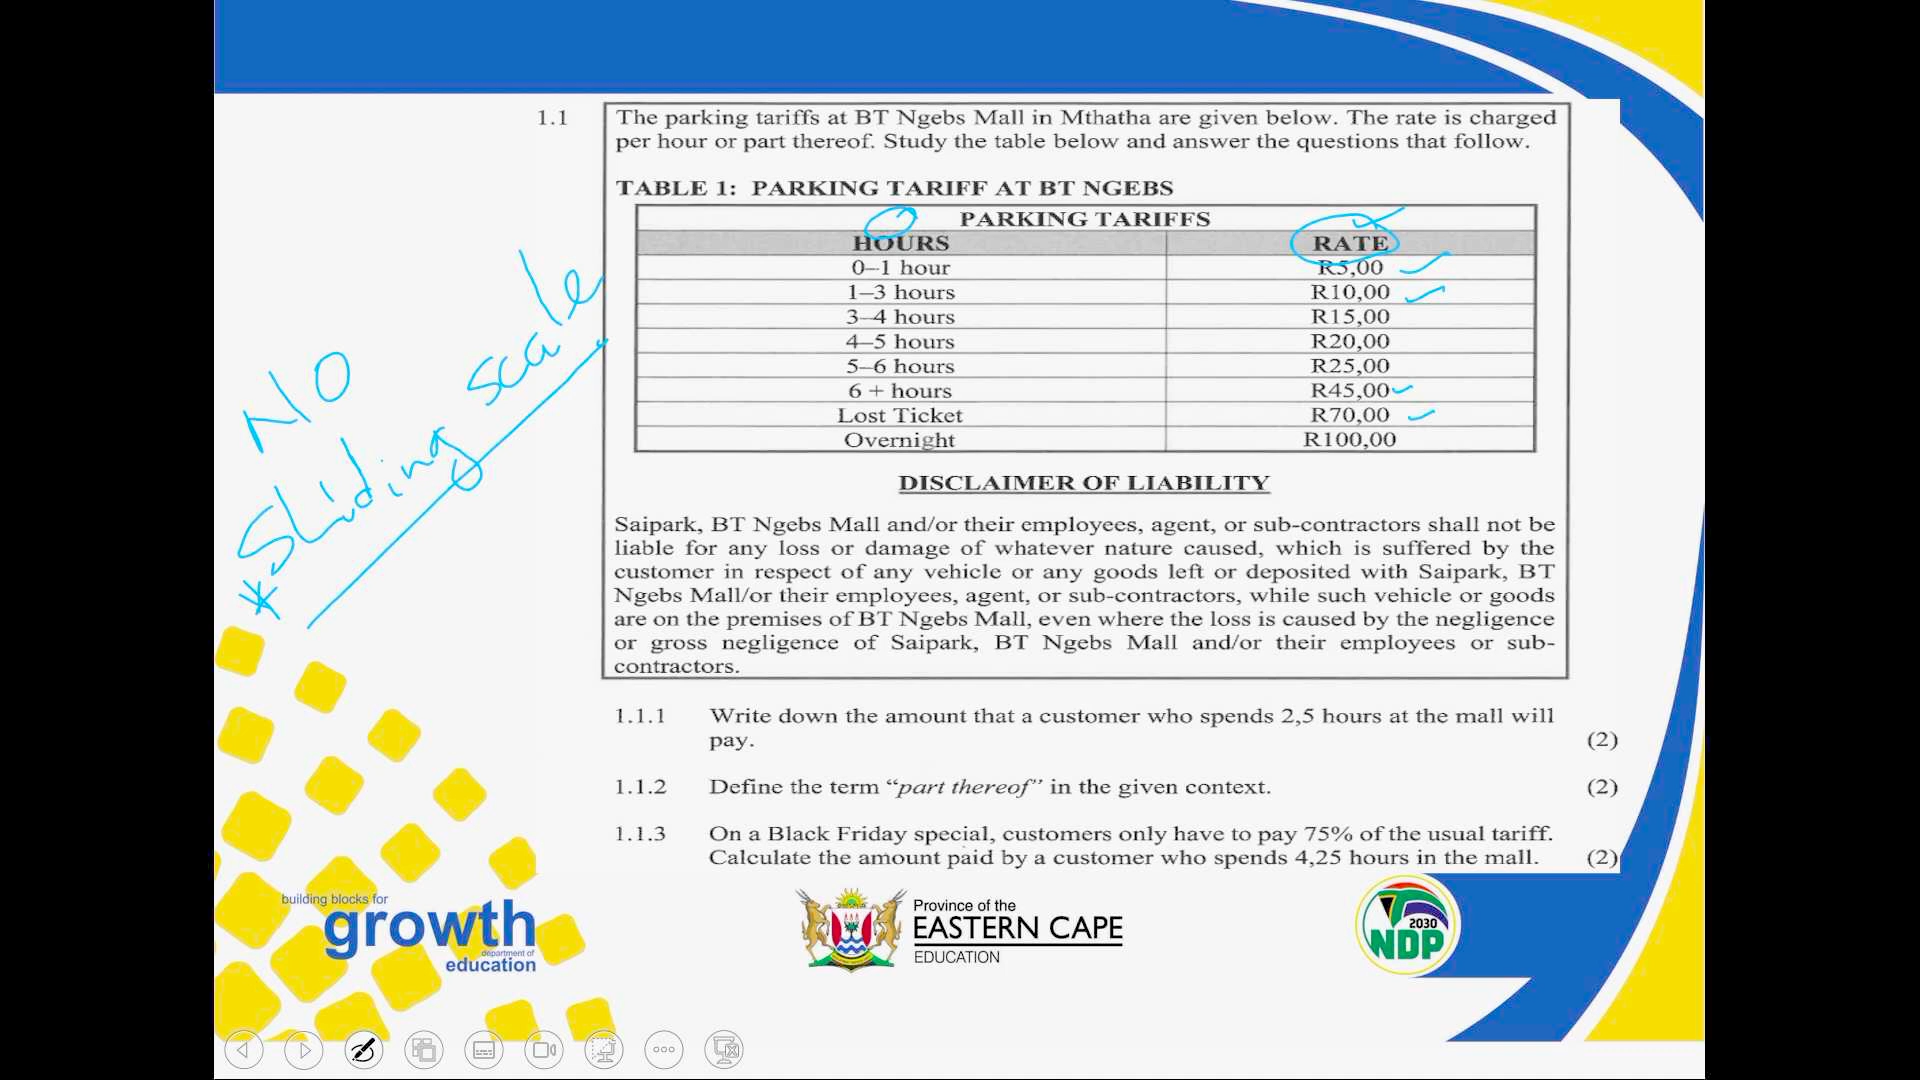 1.1 The parking tariffs at BT Ngebs Mall in Mthatha are given below. The rate is charged
per hour or part thereof. Study the table below and answer the questions that follow.
TABLE 1: PARKING TARIFF AT BT NGEBS
PARKING TARIFFS
HOURS RATE
0–1 hour R5,00
1–3 hours R10,00
3–4 hours R15,00
4–5 hours R20,00
5–6 hours R25,00
6 + hours R45,00
Lost Ticket R70,00
Overnight R100,00
NO
*Sliding scale
DISCLAIMER OF LIABILITY
Saipark, BT Ngebs Mall and/or their employees, agent, or sub-contractors shall not be
liable for any loss or damage of whatever nature caused, which is suffered by the
customer in respect of any vehicle or any goods left or deposited with Saipark, BT
Ngebs Mall/or their employees, agent, or sub-contractors, while such vehicle or goods
are on the premises of BT Ngebs Mall, even where the loss is caused by the negligence
or gross negligence of Saipark, BT Ngebs Mall and/or their employees or sub-
contractors.
1.1.1 Write down the amount that a customer who spends 2,5 hours at the mall will
pay. (2)
1.1.2 Define the term “part thereof” in the given context. (2)
1.1.3 On a Black Friday special, customers only have to pay 75% of the usual tariff.
Calculate the amount paid by a customer who spends 4,25 hours in the mall. (2)
building blocks for
growth
department of
education
Province of the
EASTERN CAPE
EDUCATION
2030
NDP